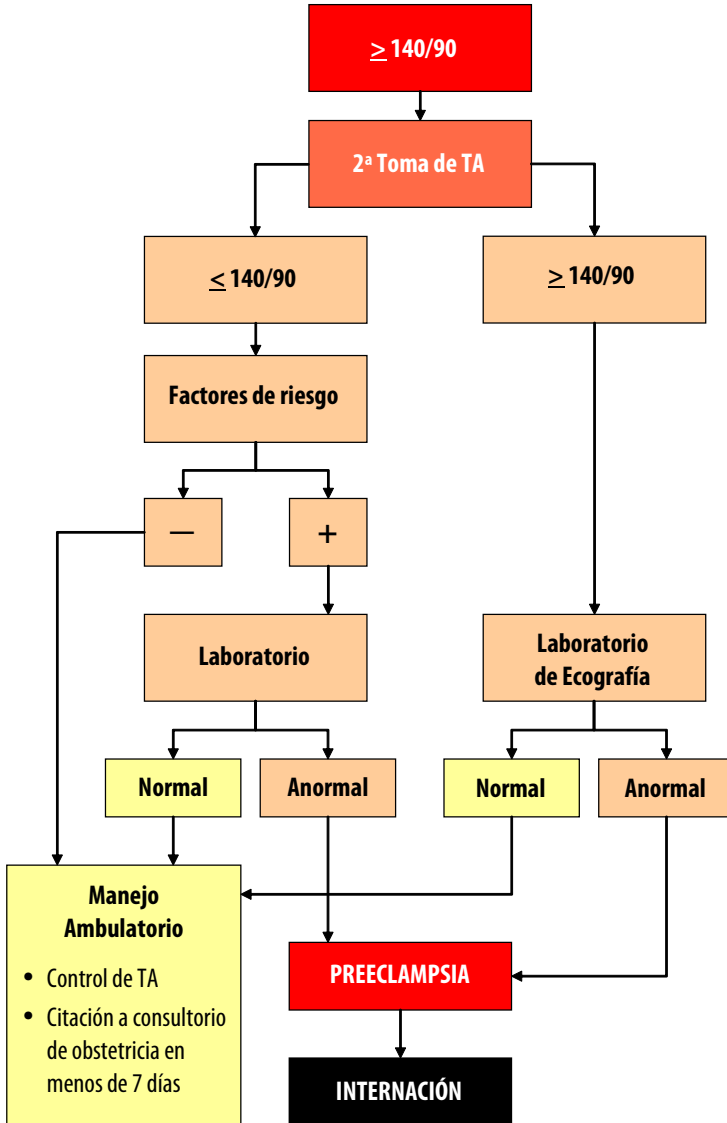 ≥ 140/90
2ª Toma de TA
≤ 140/90
≥ 140/90
Factores de riesgo
—
+
Laboratorio
Laboratorio
de Ecografía
Normal
Anormal
Normal
Anormal
Manejo
Ambulatorio
• Control de TA
• Citación a consultorio
de obstetricia en
menos de 7 días
PREECLAMPSIA
INTERNACIÓN